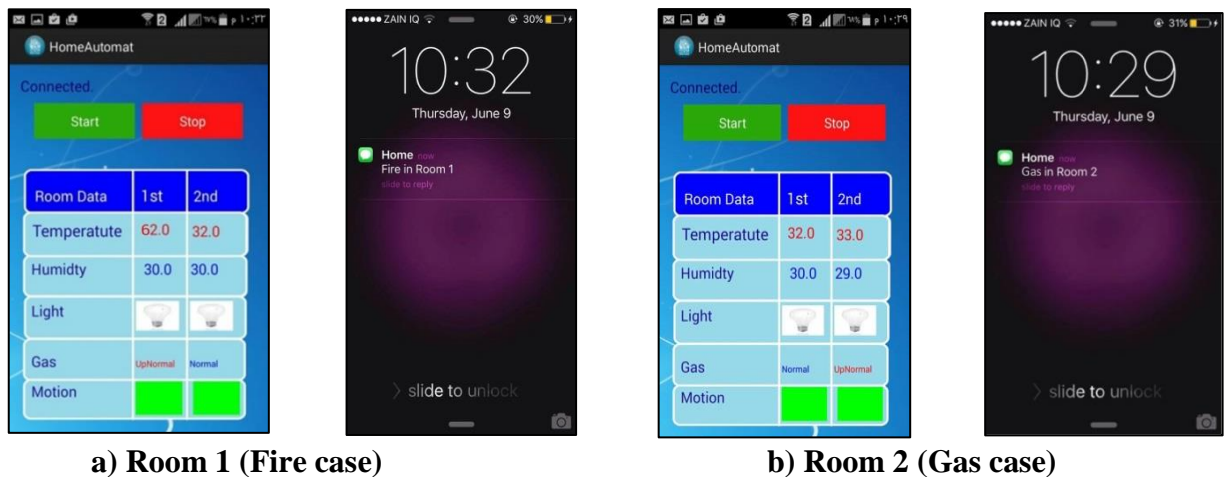 م ١٠:٣٢
HomeAutomat
Connected.
Start Stop
Room Data 1st 2nd
Temperatute 62.0 32.0
Humidty 30.0 30.0
Light
Gas UpNormal Normal
Motion
ZAIN IQ 30%
10:32
Thursday, June 9
Home now
Fire in Room 1
slide to reply
slide to unlock
م ١٠:٢٩
HomeAutomat
Connected.
Start Stop
Room Data 1st 2nd
Temperatute 32.0 33.0
Humidty 30.0 29.0
Light
Gas Normal UpNormal
Motion
ZAIN IQ 31%
10:29
Thursday, June 9
Home now
Gas in Room 2
slide to reply
slide to unlock
a) Room 1 (Fire case)
b) Room 2 (Gas case)